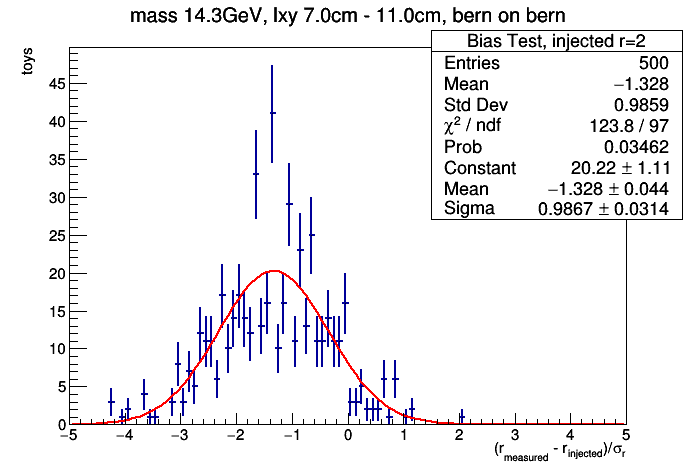 mass 14.3GeV, lxy 7.0cm - 11.0cm, bern on bern
toys
Bias Test, injected r=2
Entries 500
Mean −1.328
Std Dev 0.9859
χ² / ndf 123.8 / 97
Prob 0.03462
Constant 20.22 ± 1.11
Mean −1.328 ± 0.044
Sigma 0.9867 ± 0.0314
45
40
35
30
25
20
15
10
5
0
−5 −4 −3 −2 −1 0 1 2 3 4 5
(r_measured - r_injected)/σ_r